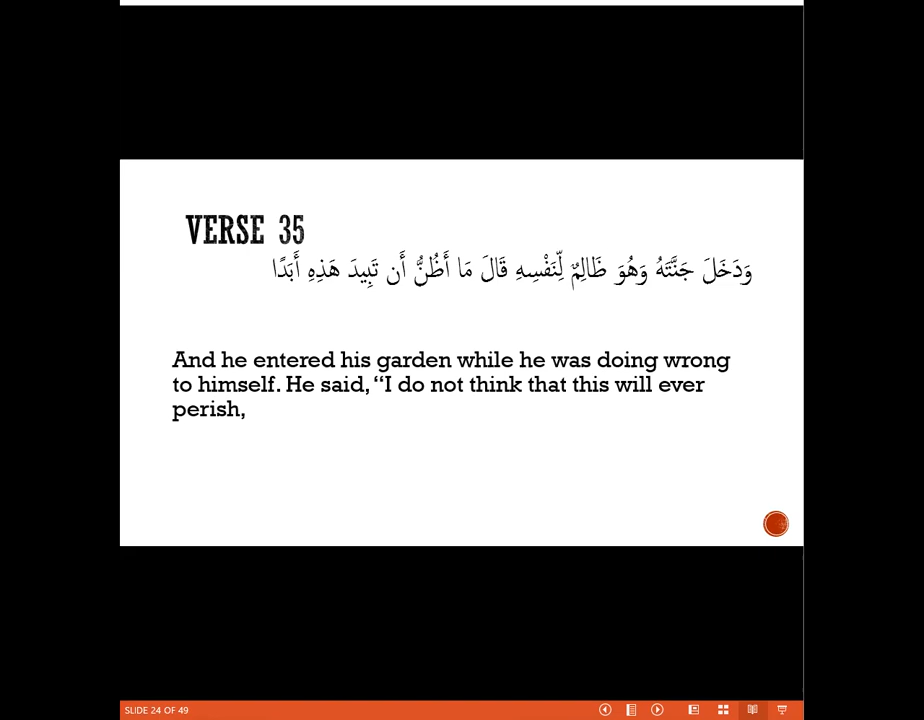 VERSE 35
وَدَخَلَ جَنَّتَهُ وَهُوَ ظَالِمٌ لِّنَفْسِهِ قَالَ مَا أَظُنُّ أَن تَبِيدَ هَذِهِ أَبَدًا
And he entered his garden while he was doing wrong
to himself. He said, “I do not think that this will ever
perish,
SLIDE 24 OF 49